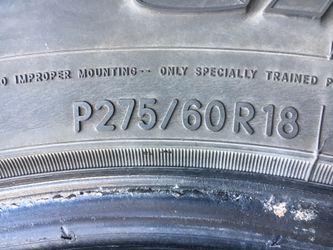 IMPROPER MOUNTING -- ONLY SPECIALLY TRAINED
P275/60R18